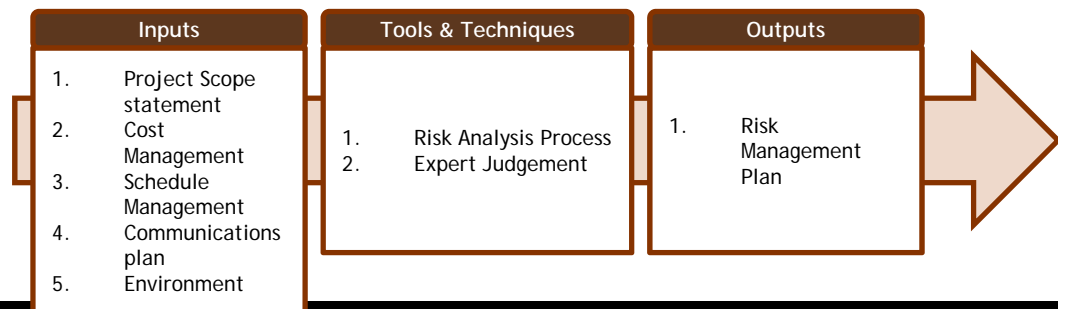 Inputs
1. Project Scope
statement
2. Cost
Management
3. Schedule
Management
4. Communications
plan
5. Environment
Tools & Techniques
1. Risk Analysis Process
2. Expert Judgement
Outputs
1. Risk
Management
Plan